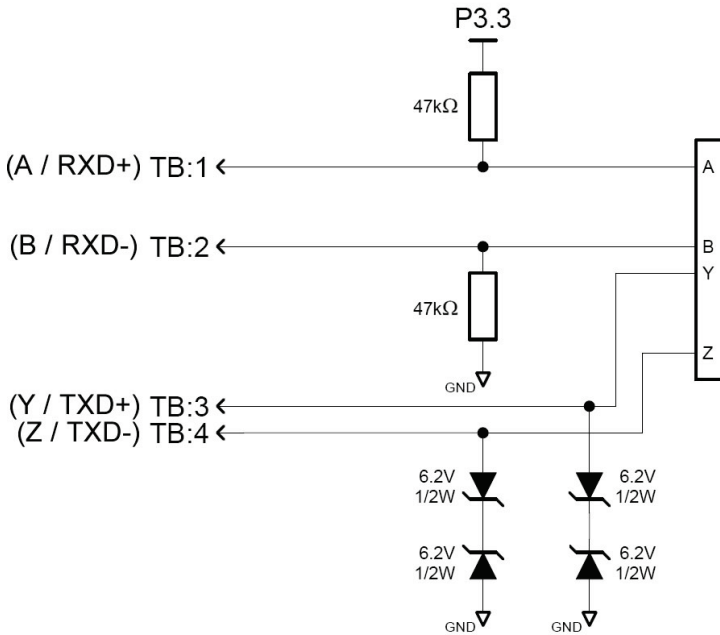 P3.3
47kΩ
(A / RXD+) TB:1
A
(B / RXD-) TB:2
B
Y
47kΩ
Z
GND
(Y / TXD+) TB:3
(Z / TXD-) TB:4
6.2V
1/2W
6.2V
1/2W
6.2V
1/2W
6.2V
1/2W
GND
GND